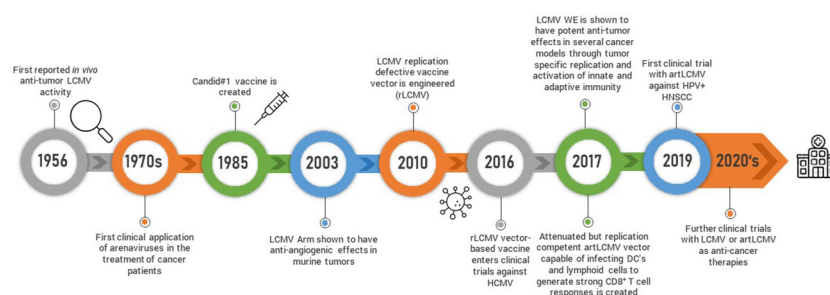 First reported in vivo
anti-tumor LCMV
activity
1956
1970s
First clinical application
of arenaviruses in the
treatment of cancer
patients
Candid#1 vaccine is
created
1985
2003
LCMV Arm shown to have
anti-angiogenic effects in
murine tumors
LCMV replication
defective vaccine
vector is engineered
(rLCMV)
2010
2016
rLCMV vector-
based vaccine
enters clinical
trials against
HCMV
LCMV WE is shown to
have potent anti-tumor
effects in several cancer
models through tumor
specific replication and
activation of innate and
adaptive immunity
2017
Attenuated but replication
competent artLCMV vector
capable of infecting DC's
and lymphoid cells to
generate strong CD8⁺ T cell
responses is created
First clinical trial
with artLCMV
against HPV+
HNSCC
2019
2020's
Further clinical trials
with LCMV or artLCMV
as anti-cancer
therapies